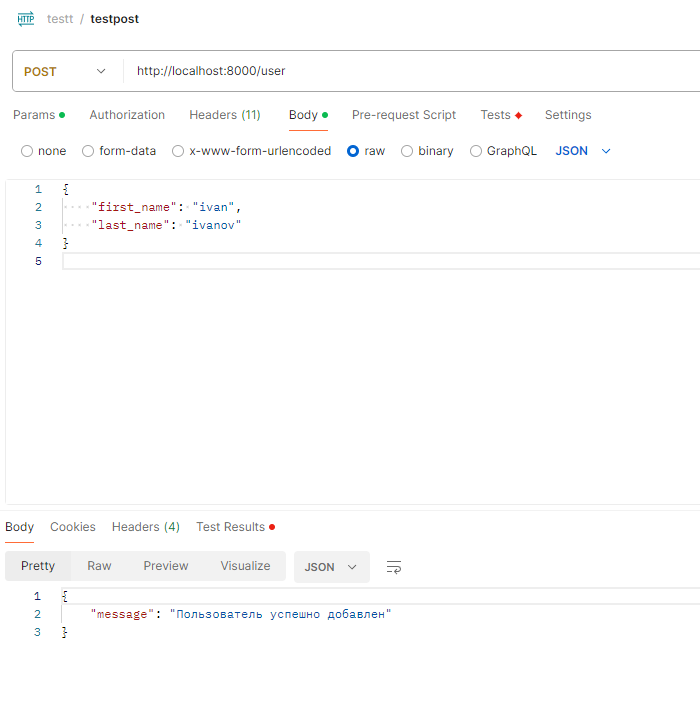 HTTP testt / testpost
POST http://localhost:8000/user
Params Authorization Headers (11) Body Pre-request Script Tests Settings
none form-data x-www-form-urlencoded raw binary GraphQL JSON
1 {
2 "first_name": "ivan",
3 "last_name": "ivanov"
4 }
5
Body Cookies Headers (4) Test Results
Pretty Raw Preview Visualize JSON
1 {
2 "message": "Пользователь успешно добавлен"
3 }